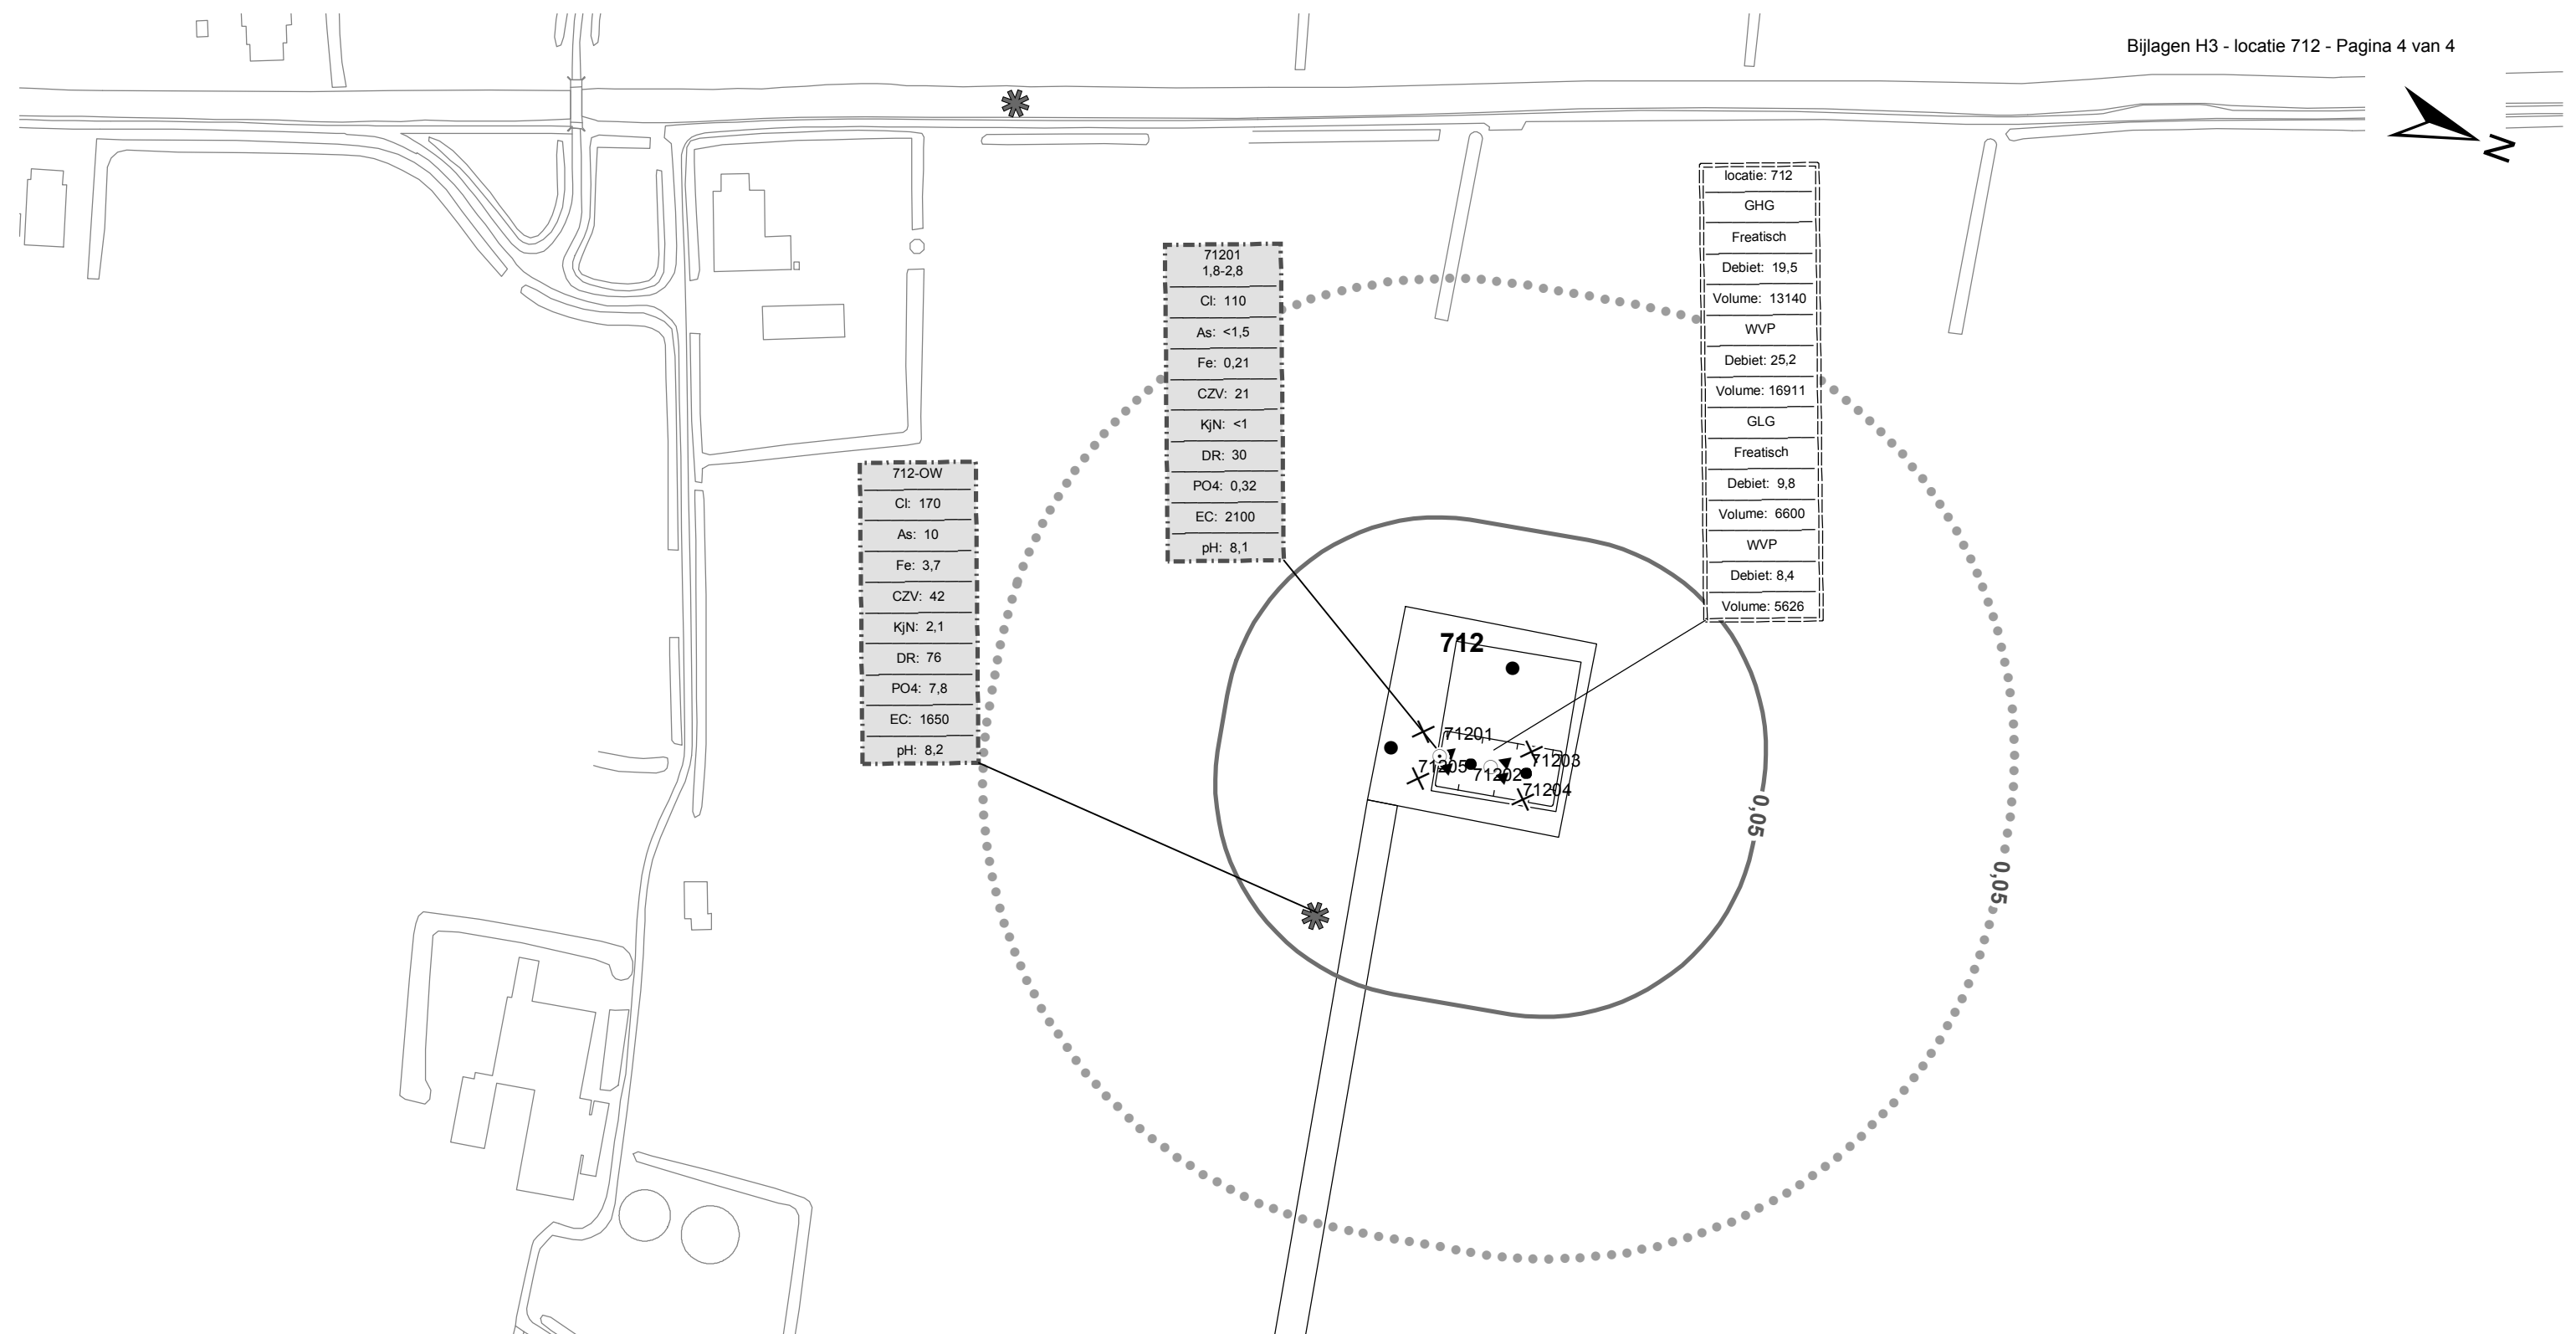 Bijlagen H3 - locatie 712 - Pagina 4 van 4
N
locatie: 712
GHG
Freatisch
Debiet: 19,5
Volume: 13140
WVP
Debiet: 25,2
Volume: 16911
GLG
Freatisch
Debiet: 9,8
Volume: 6600
WVP
Debiet: 8,4
Volume: 5626
71201
1,8-2,8
Cl: 110
As: <1,5
Fe: 0,21
CZV: 21
KjN: <1
DR: 30
PO4: 0,32
EC: 2100
pH: 8,1
712-OW
Cl: 170
As: 10
Fe: 3,7
CZV: 42
KjN: 2,1
DR: 76
PO4: 7,8
EC: 1650
pH: 8,2
712
71201
71203
71205
71202
71204
0,05
0,05